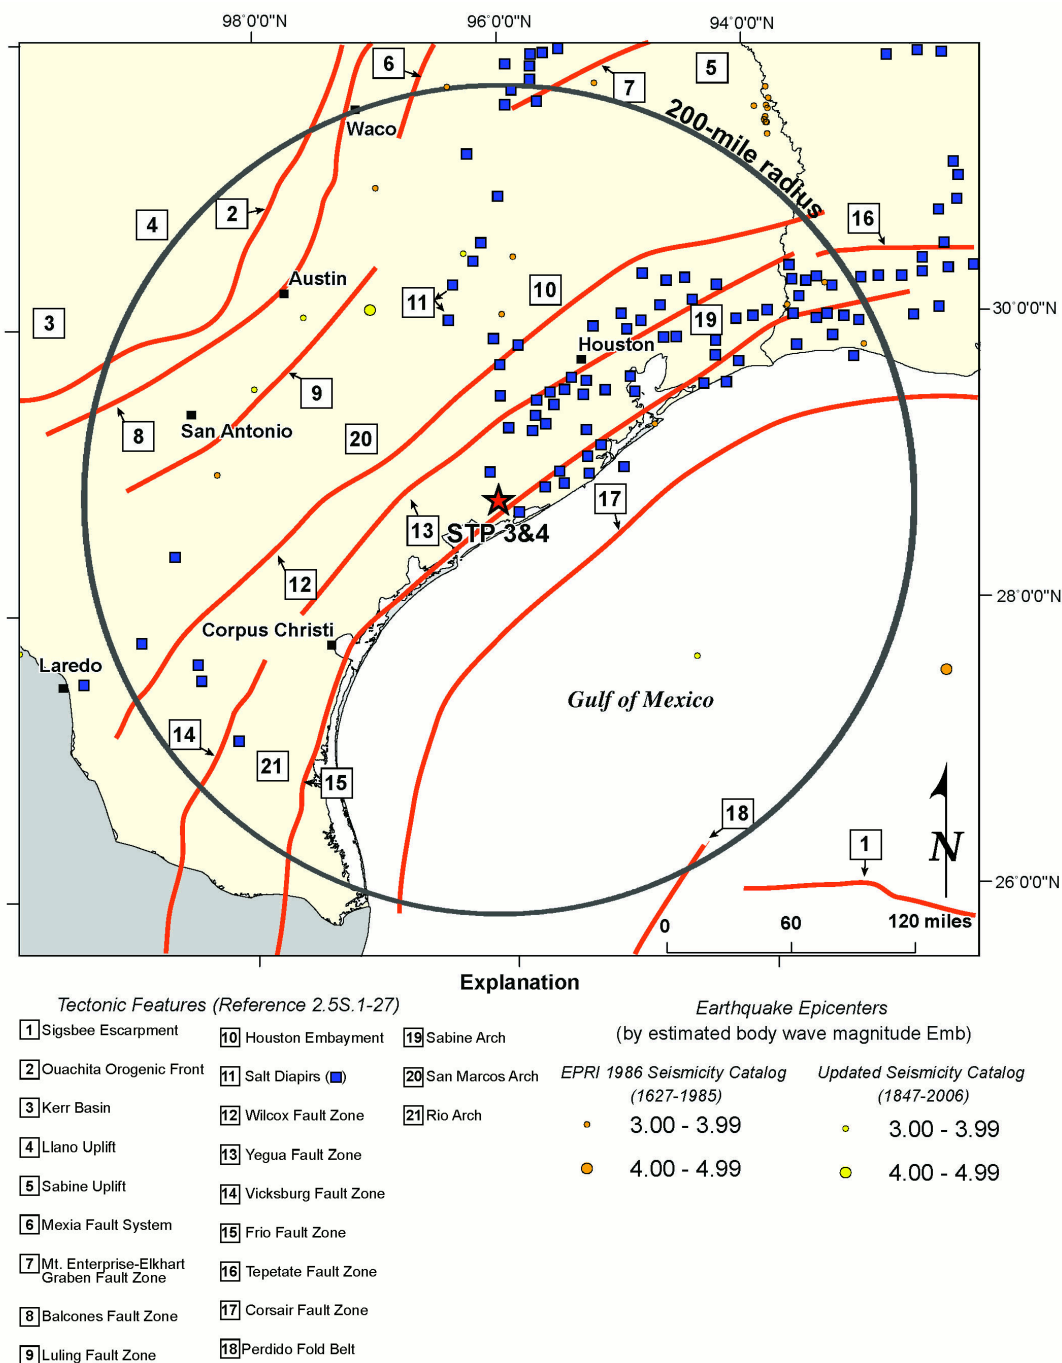 98°0'0"N
96°0'0"N
94°0'0"N
6
5
7
Waco
200-mile radius
2
4
16
Austin
10
11
3
30°0'0"N
19
Houston
9
8
San Antonio
20
17
13
STP 3&4
12
28°0'0"N
Corpus Christi
Laredo
Gulf of Mexico
14
21
15
18
1
N
26°0'0"N
0
60
120 miles
Explanation
Tectonic Features (Reference 2.5S.1-27)
1 Sigsbee Escarpment
2 Ouachita Orogenic Front
3 Kerr Basin
4 Llano Uplift
5 Sabine Uplift
6 Mexia Fault System
7 Mt. Enterprise-Elkhart
Graben Fault Zone
8 Balcones Fault Zone
9 Luling Fault Zone
10 Houston Embayment
11 Salt Diapirs ( )
12 Wilcox Fault Zone
13 Yegua Fault Zone
14 Vicksburg Fault Zone
15 Frio Fault Zone
16 Tepetate Fault Zone
17 Corsair Fault Zone
18 Perdido Fold Belt
19 Sabine Arch
20 San Marcos Arch
21 Rio Arch
Earthquake Epicenters
(by estimated body wave magnitude Emb)
EPRI 1986 Seismicity Catalog
(1627-1985)
3.00 - 3.99
4.00 - 4.99
Updated Seismicity Catalog
(1847-2006)
3.00 - 3.99
4.00 - 4.99